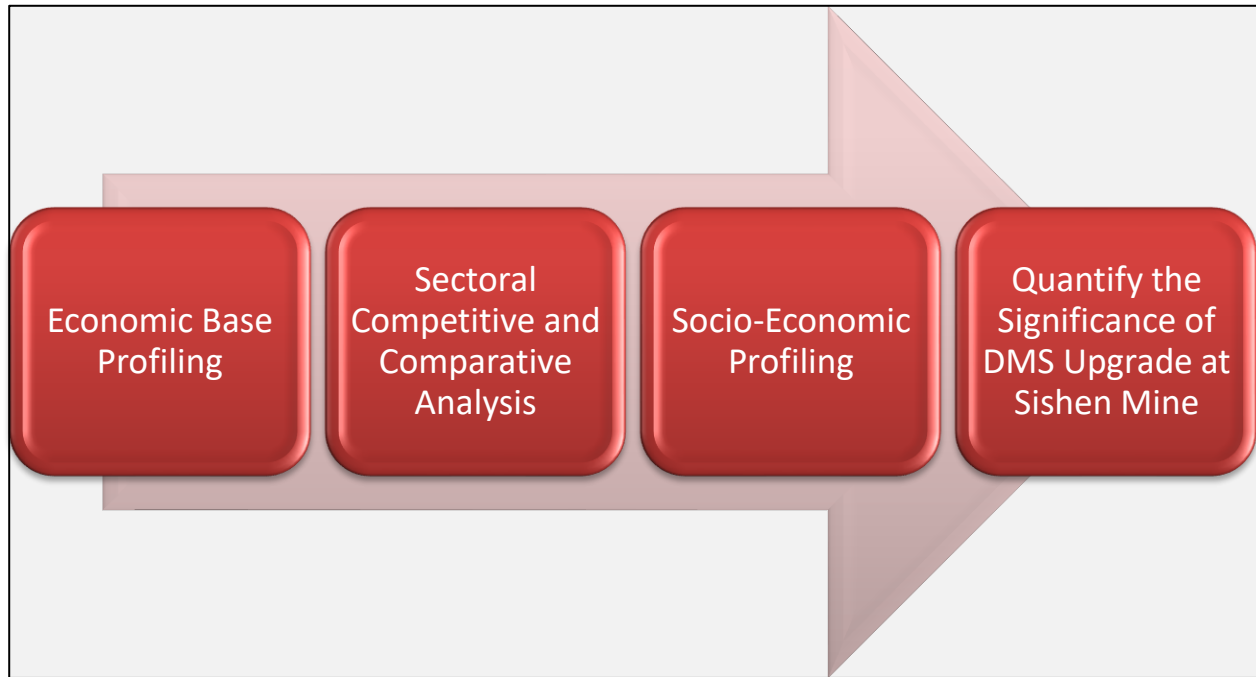 Economic Base
Profiling
Sectoral
Competitive and
Comparative
Analysis
Socio-Economic
Profiling
Quantify the
Significance of
DMS Upgrade at
Sishen Mine